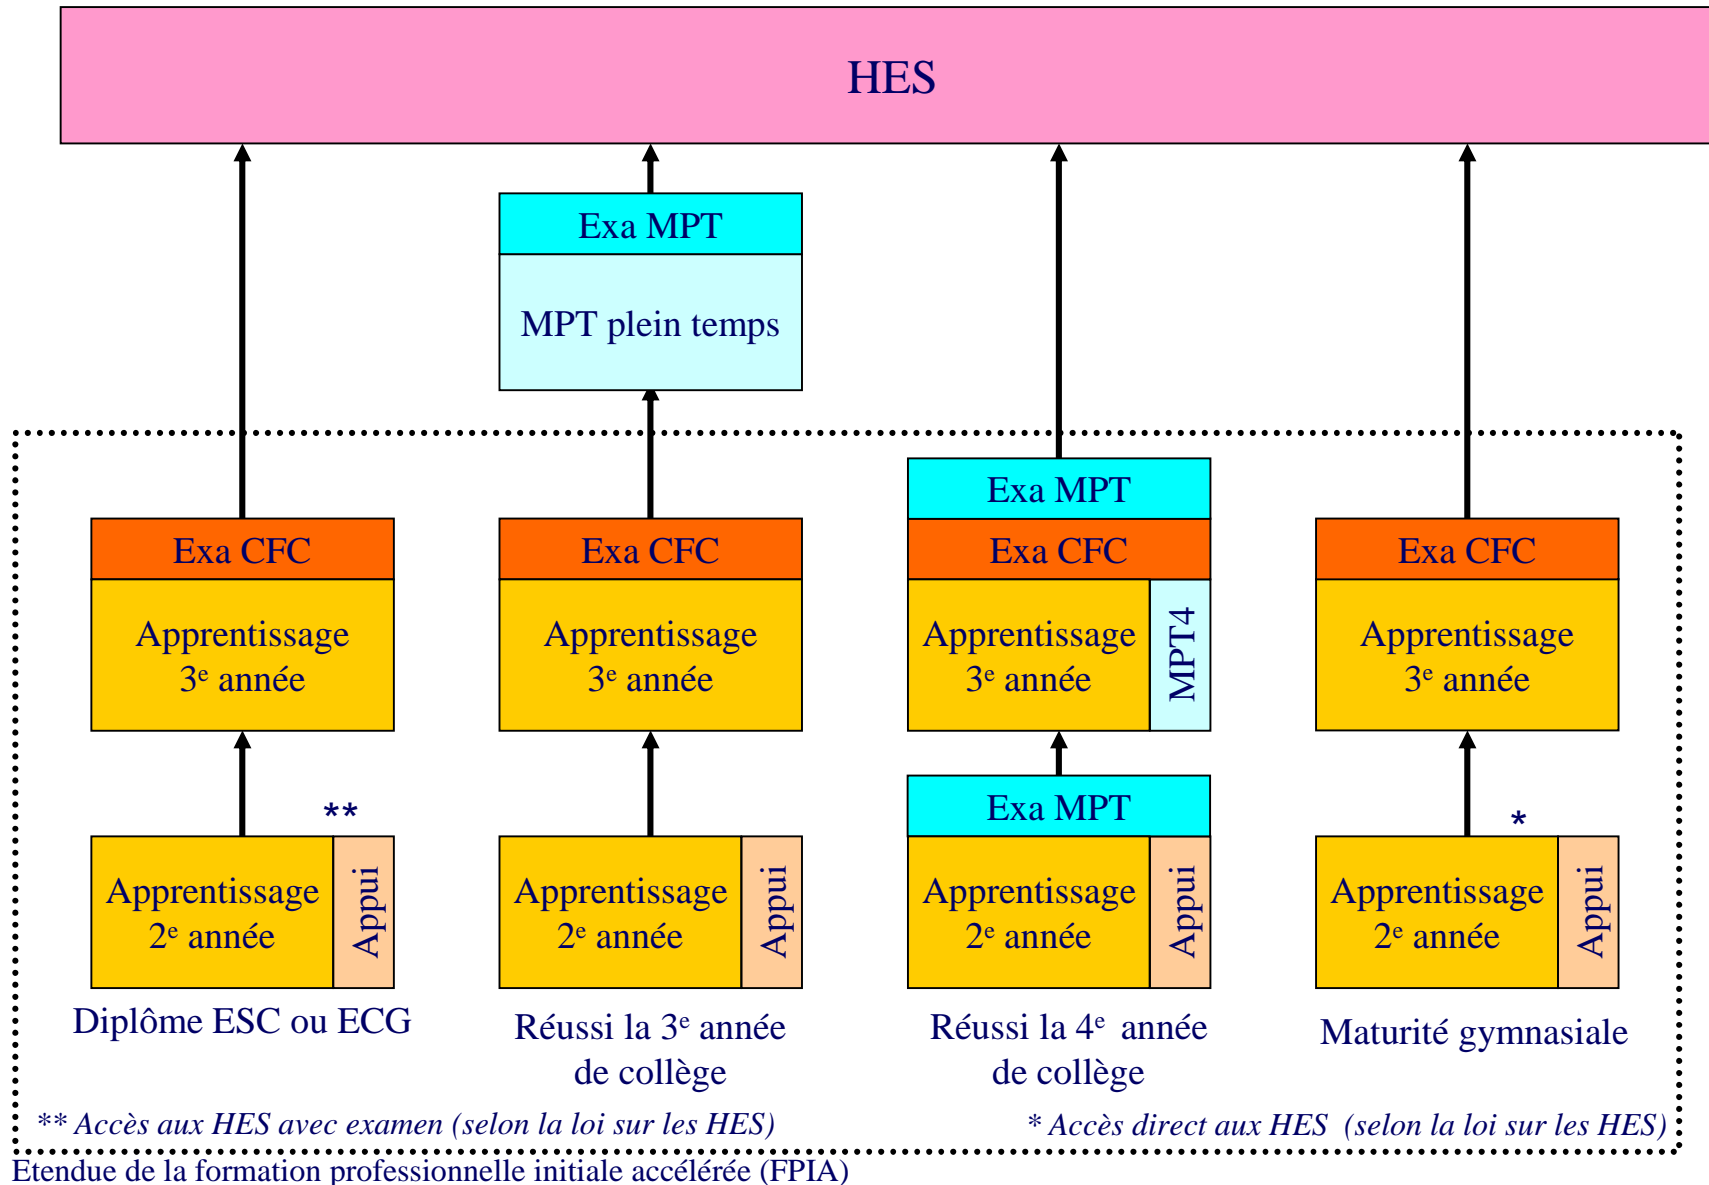 HES
Exa MPT
MPT plein temps
Exa MPT
Exa CFC
Exa CFC
Exa CFC
Exa CFC
Apprentissage
3e année
Apprentissage
3e année
Apprentissage
3e année
MPT4
Apprentissage
3e année
Exa MPT
**
*
Apprentissage
2e année
Appui
Apprentissage
2e année
Appui
Apprentissage
2e année
Appui
Apprentissage
2e année
Appui
Diplôme ESC ou ECG
Réussi la 3e année
de collège
Réussi la 4e année
de collège
Maturité gymnasiale
** Accès aux HES avec examen (selon la loi sur les HES)
* Accès direct aux HES (selon la loi sur les HES)
Etendue de la formation professionnelle initiale accélérée (FPIA)